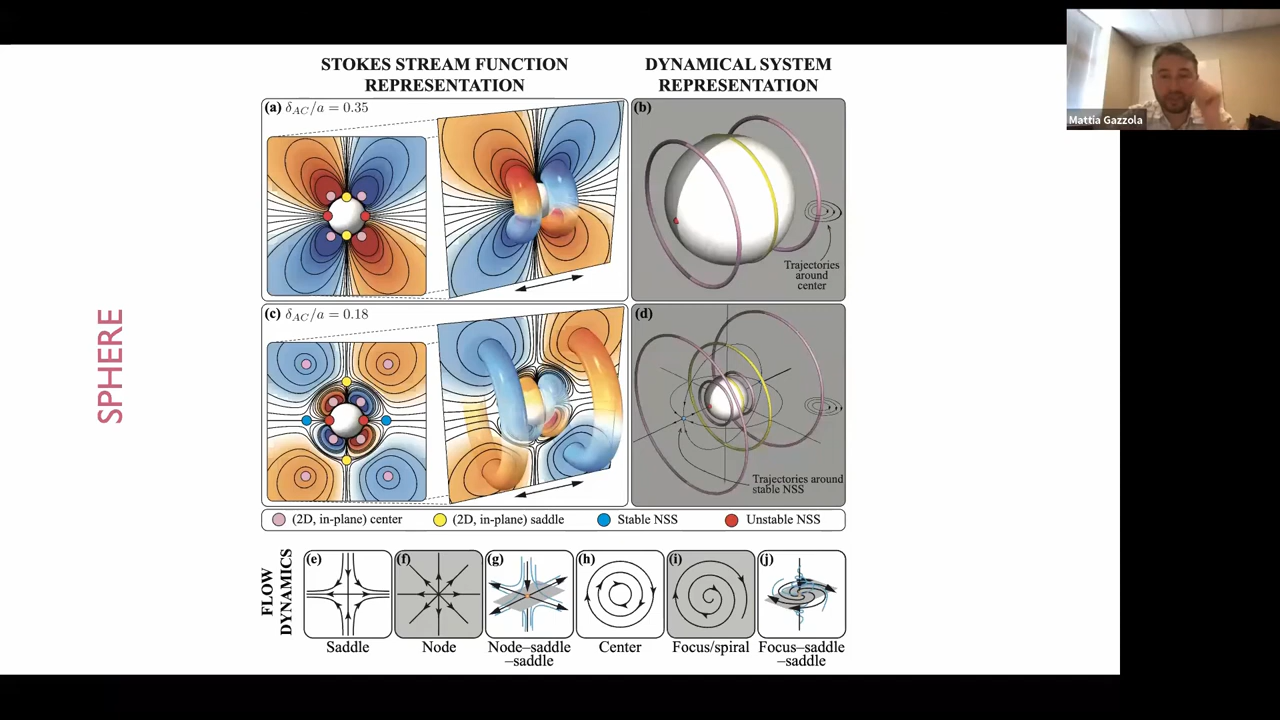 Mattia Gazzola
SPHERE
STOKES STREAM FUNCTION
REPRESENTATION
DYNAMICAL SYSTEM
REPRESENTATION
(a) δ_AC/a = 0.35
(b)
Trajectories
around
center
(c) δ_AC/a = 0.18
(d)
Trajectories around
stable NSS
(2D, in-plane) center
(2D, in-plane) saddle
Stable NSS
Unstable NSS
FLOW
DYNAMICS
(e)
(f)
(g)
(h)
(i)
(j)
Saddle
Node
Node–saddle
–saddle
Center
Focus/spiral
Focus–saddle
–saddle